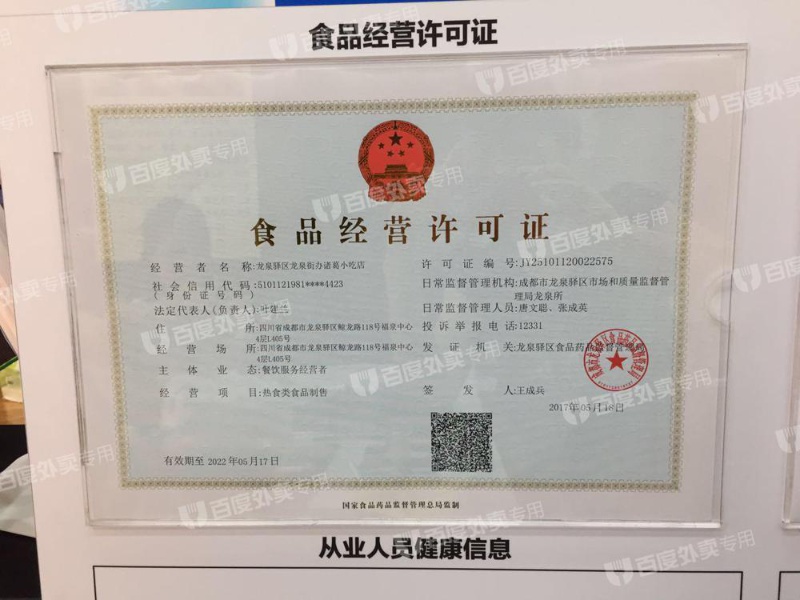 食品经营许可证
食品经营许可证
经营者名称:龙泉驿区龙泉街办诸葛小吃店
社会信用代码:5101121981****4423
(身份证号码)
法定代表人(负责人):
住所:四川省成都市龙泉驿区鲸龙路118号福泉中心
4层L405号
经营场所:四川省成都市龙泉驿区鲸龙路118号福泉中心
4层L405号
主体业态:餐饮服务经营者
经营项目:热食类食品制售
有效期至 2022 年05月17日
许可证编号:JY25101120022575
日常监督管理机构:成都市龙泉驿区市场和质量监督管
理局龙泉所
日常监督管理人员:唐文聪、张成英
投诉举报电话:12331
发证机关:龙泉驿区食品药品监督管理局
签发人:王成兵
2017年05月18日
国家食品药品监督管理总局监制
从业人员健康信息
百度外卖专用